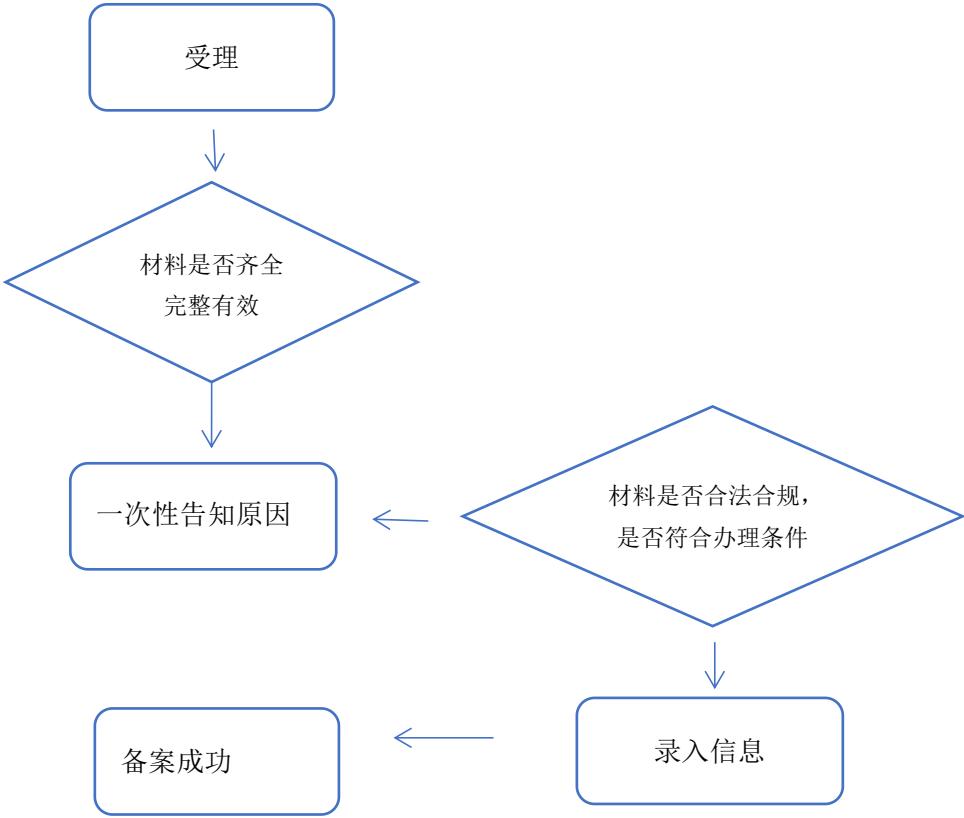 受理
材料是否齐全
完整有效
一次性告知原因
材料是否合法合规，
是否符合办理条件
备案成功
录入信息